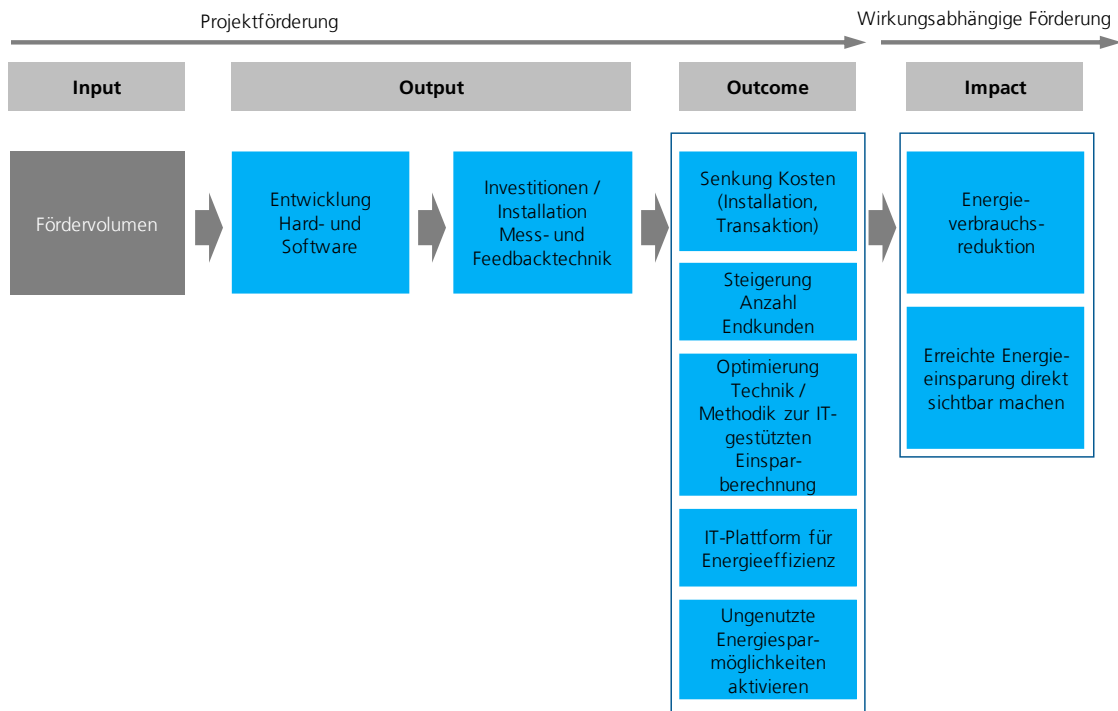 Projektförderung
Wirkungsabhängige Förderung
Input
Output
Outcome
Impact
Fördervolumen
Entwicklung
Hard- und
Software
Investitionen /
Installation
Mess- und
Feedbacktechnik
Senkung Kosten
(Installation,
Transaktion)
Steigerung
Anzahl
Endkunden
Optimierung
Technik /
Methodik zur IT-
gestützten
Einspar-
berechnung
IT-Plattform für
Energieeffizienz
Ungenutzte
Energiespar-
möglichkeiten
aktivieren
Energie-
verbrauchs-
reduktion
Erreichte Energie-
einsparung direkt
sichtbar machen